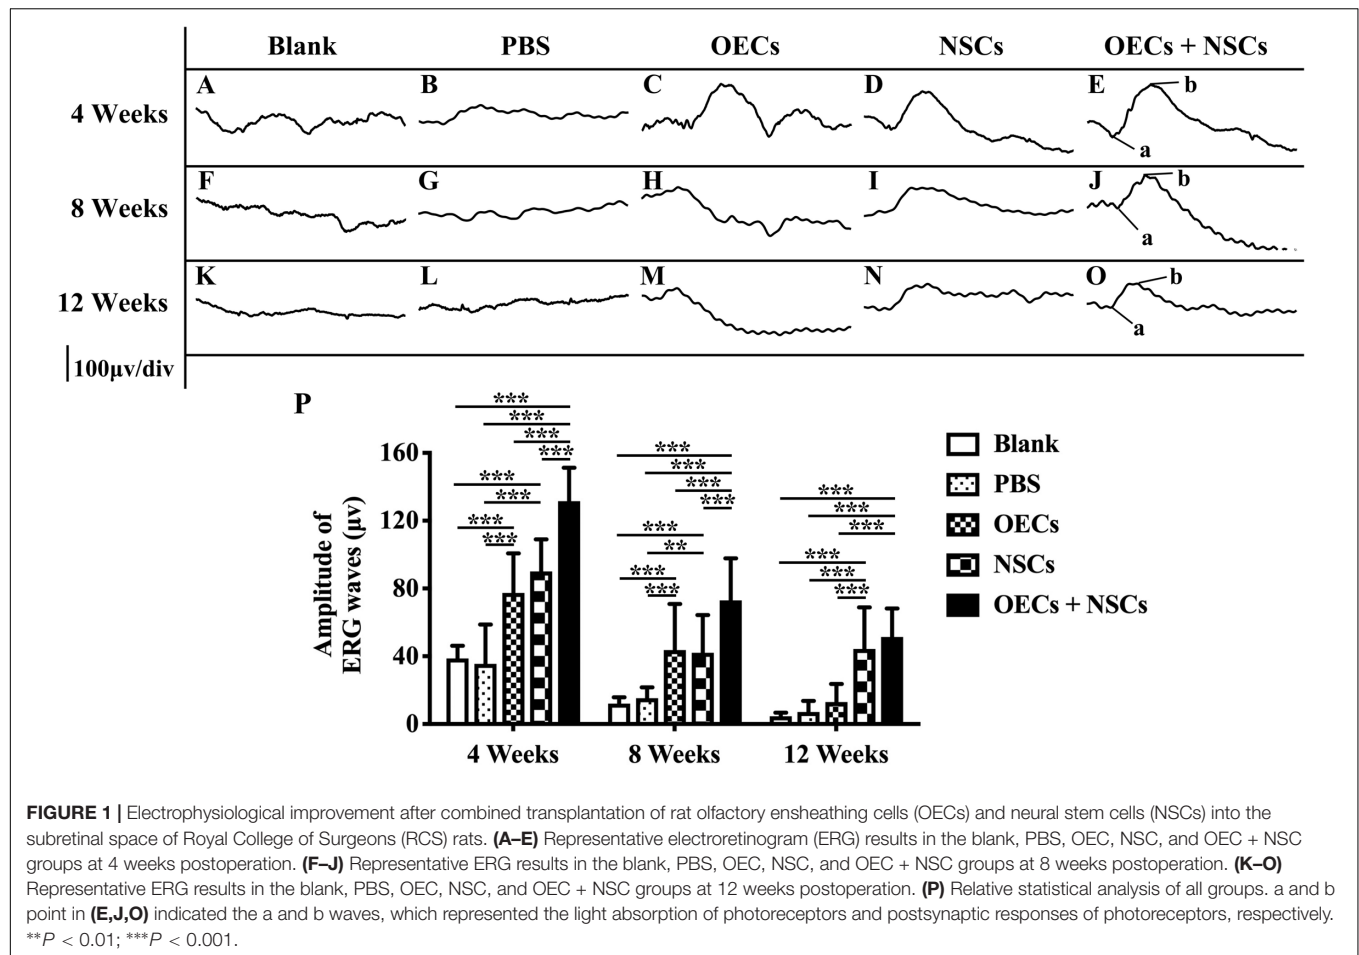 Blank PBS OECs NSCs OECs + NSCs
A B C D E b
4 Weeks
a
F G H I J b
8 Weeks
a
K L M N O b
12 Weeks
a
100μv/div
P
*** *** *** *** *** *** *** ***
*** *** *** *** *** ** *** ***
*** *** *** *** *** ***
Amplitude of
ERG waves (μv)
160
120
80
40
0
4 Weeks 8 Weeks 12 Weeks
Blank
PBS
OECs
NSCs
OECs + NSCs
FIGURE 1 | Electrophysiological improvement after combined transplantation of rat olfactory ensheathing cells (OECs) and neural stem cells (NSCs) into the
subretinal space of Royal College of Surgeons (RCS) rats. (A–E) Representative electroretinogram (ERG) results in the blank, PBS, OEC, NSC, and OEC + NSC
groups at 4 weeks postoperation. (F–J) Representative ERG results in the blank, PBS, OEC, NSC, and OEC + NSC groups at 8 weeks postoperation. (K–O)
Representative ERG results in the blank, PBS, OEC, NSC, and OEC + NSC groups at 12 weeks postoperation. (P) Relative statistical analysis of all groups. a and b
point in (E,J,O) indicated the a and b waves, which represented the light absorption of photoreceptors and postsynaptic responses of photoreceptors, respectively.
**P < 0.01; ***P < 0.001.